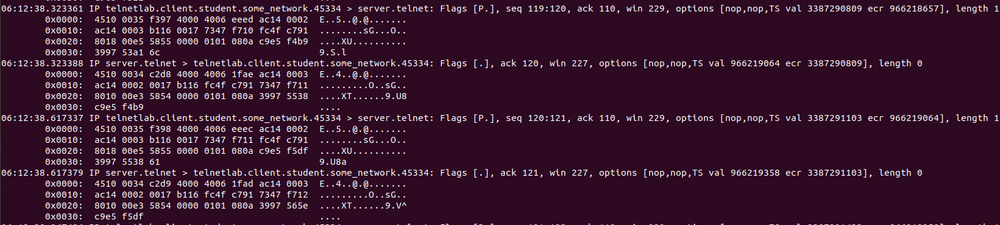 06:12:38.323361 IP telnetlab.client.student.some_network.45334 > server.telnet: Flags [P.], seq 119:120, ack 110, win 229, options [nop,nop,TS val 3387290809 ecr 966218657], length 1
0x0000:  4510 0035 f397 4000 4006 eeed ac14 0002  E..5..@.@.......
0x0010:  ac14 0003 b116 0017 7347 f710 fc4f c791  ........sG...O..
0x0020:  8018 00e5 5855 0000 0101 080a c9e5 f4b9  ....XU..........
0x0030:  3997 53a1 6c  9.S.l
06:12:38.323388 IP server.telnet > telnetlab.client.student.some_network.45334: Flags [.], ack 120, win 227, options [nop,nop,TS val 966219064 ecr 3387290809], length 0
0x0000:  4510 0034 c2d8 4000 4006 1fae ac14 0003  E..4..@.@.......
0x0010:  ac14 0002 0017 b116 fc4f c791 7347 f711  .........O..sG..
0x0020:  8010 00e3 5854 0000 0101 080a 3997 5538  ....XT......9.U8
0x0030:  c9e5 f4b9  ....
06:12:38.617337 IP telnetlab.client.student.some_network.45334 > server.telnet: Flags [P.], seq 120:121, ack 110, win 229, options [nop,nop,TS val 3387291103 ecr 966219064], length 1
0x0000:  4510 0035 f398 4000 4006 eeec ac14 0002  E..5..@.@.......
0x0010:  ac14 0003 b116 0017 7347 f711 fc4f c791  ........sG...O..
0x0020:  8018 00e5 5855 0000 0101 080a c9e5 f5df  ....XU..........
0x0030:  3997 5538 61  9.U8a
06:12:38.617379 IP server.telnet > telnetlab.client.student.some_network.45334: Flags [.], ack 121, win 227, options [nop,nop,TS val 966219358 ecr 3387291103], length 0
0x0000:  4510 0034 c2d9 4000 4006 1fad ac14 0003  E..4..@.@.......
0x0010:  ac14 0002 0017 b116 fc4f c791 7347 f712  .........O..sG..
0x0020:  8010 00e3 5854 0000 0101 080a 3997 565e  ....XT......9.V^
0x0030:  c9e5 f5df  ....